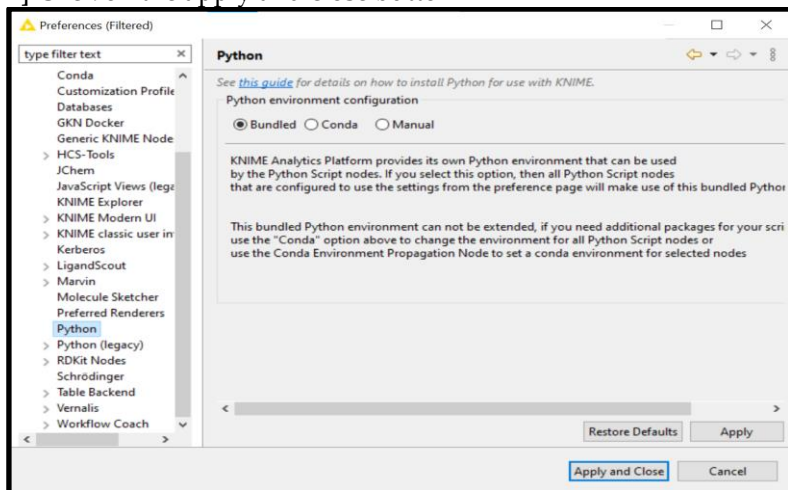 Preferences (Filtered)
type filter text
Python
Conda
Customization Profile
Databases
GKN Docker
Generic KNIME Node
HCS-Tools
JChem
JavaScript Views (lega
KNIME Explorer
KNIME Modern UI
KNIME classic user in
Kerberos
LigandScout
Marvin
Molecule Sketcher
Preferred Renderers
Python
Python (legacy)
RDKit Nodes
Schrödinger
Table Backend
Vernalis
Workflow Coach
See this guide for details on how to install Python for use with KNIME.
Python environment configuration
Bundled Conda Manual
KNIME Analytics Platform provides its own Python environment that can be used
by the Python Script nodes. If you select this option, then all Python Script nodes
that are configured to use the settings from the preference page will make use of this bundled Python
This bundled Python environment can not be extended, if you need additional packages for your scri
use the "Conda" option above to change the environment for all Python Script nodes or
use the Conda Environment Propagation Node to set a conda environment for selected nodes
Restore Defaults Apply
Apply and Close Cancel